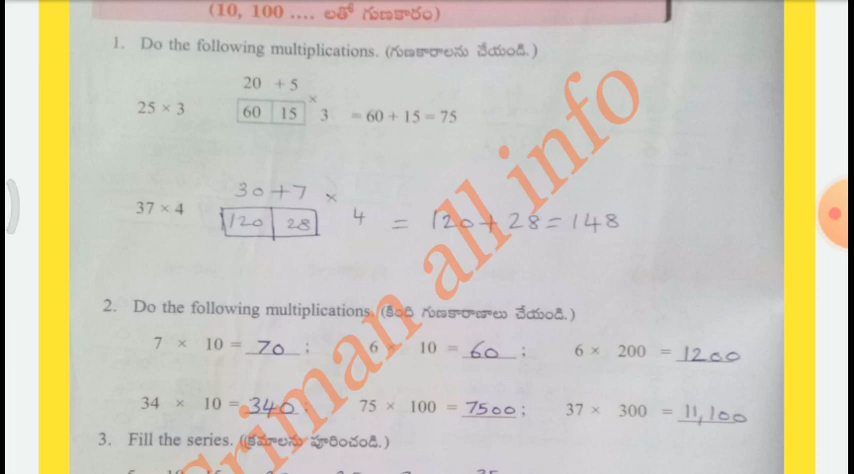 (10, 100 .... లతో గుణకారం)
1. Do the following multiplications. (గుణకారాలను చేయండి.)
20 + 5
25 × 3 60 15 × 3 = 60 + 15 = 75
30+7
37 × 4 120 28 × 4 = 120+28=148
2. Do the following multiplications. (కింది గుణకారాణాలు చేయండి.)
7 × 10 = 70 ; 6 × 10 = 60 ; 6 × 200 = 1200
34 × 10 = 340 ; 75 × 100 = 7500 ; 37 × 300 = 11,100
3. Fill the series. (క్రమాలను పూరించండి.)
Sriman all info